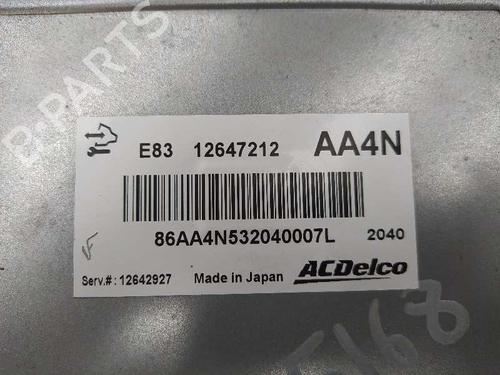 B-PARTS
E83 12647212 AA4N
86AA4N532040007L 2040
Serv.#: 12642927 Made in Japan ACDelco